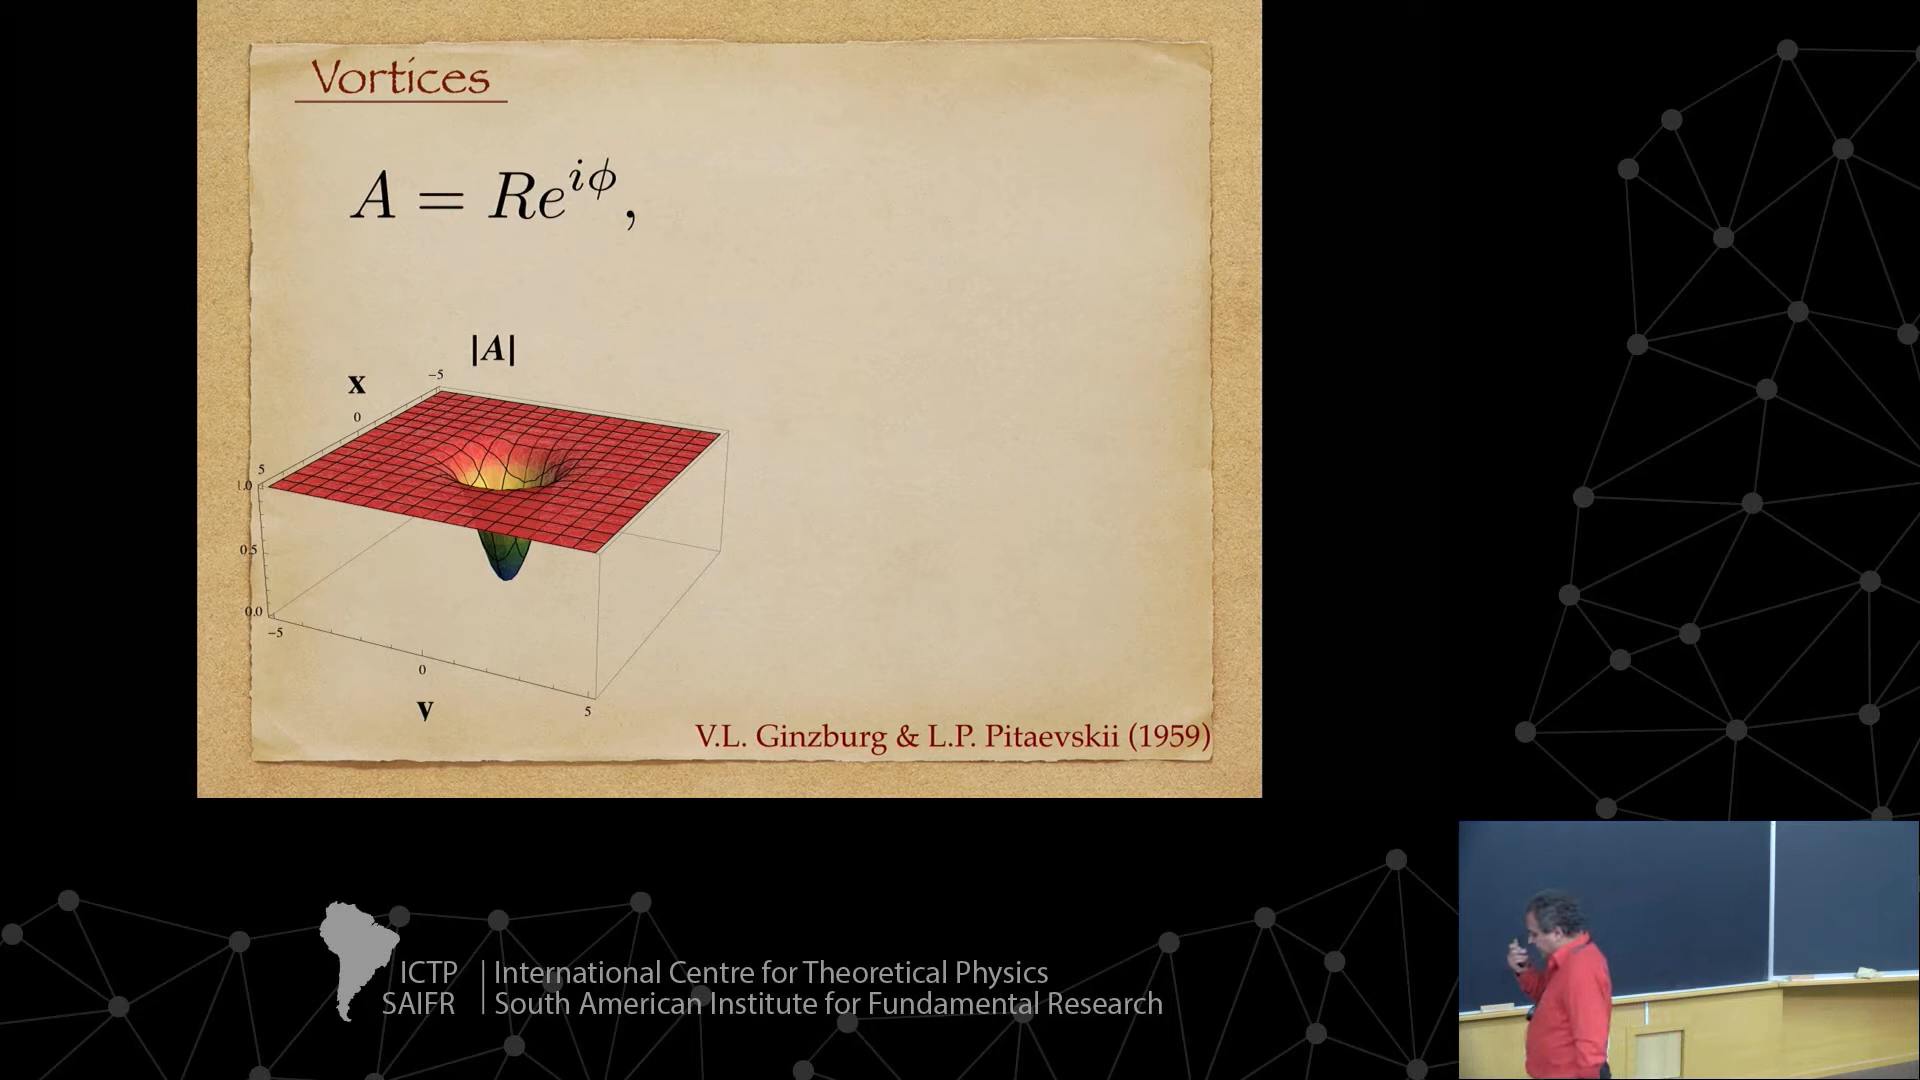 Vortices
A = Re^{iϕ},
|A|
x
−5
0
5
1.0
0.5
0.0
−5
0
5
y
V.L. Ginzburg & L.P. Pitaevskii (1959)
ICTP | International Centre for Theoretical Physics
SAIFR | South American Institute for Fundamental Research